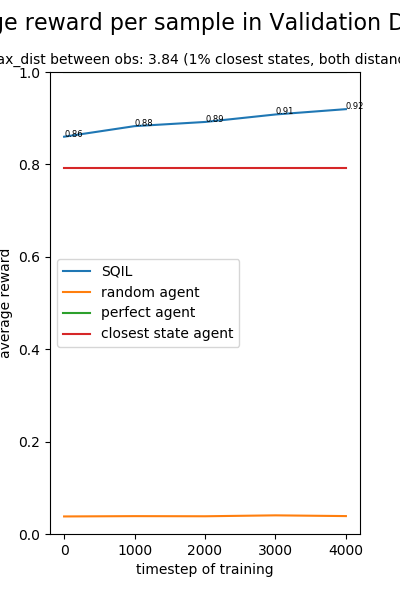 ge reward per sample in Validation D
ax_dist between obs: 3.84 (1% closest states, both distanc
1.0
0.8
0.6
0.4
0.2
0.0
average reward
0.86
0.88
0.89
0.91
0.92
SQIL
random agent
perfect agent
closest state agent
0
1000
2000
3000
4000
timestep of training